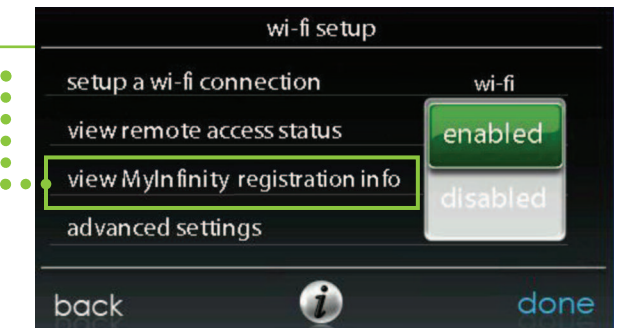 wi-fi setup
setup a wi-fi connection
wi-fi
view remote access status
enabled
view MyInfinity registration info
disabled
advanced settings
back
i
done